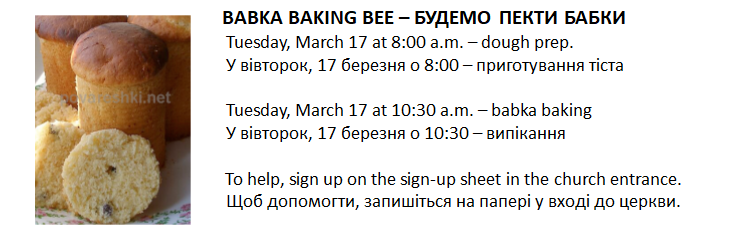 BABKA BAKING BEE – БУДЕМО ПЕКТИ БАБКИ
Tuesday, March 17 at 8:00 a.m. – dough prep.
У вівторок, 17 березня о 8:00 – приготування тіста
Tuesday, March 17 at 10:30 a.m. – babka baking
У вівторок, 17 березня о 10:30 – випікання
To help, sign up on the sign-up sheet in the church entrance.
Щоб допомогти, запишіться на папері у вході до церкви.